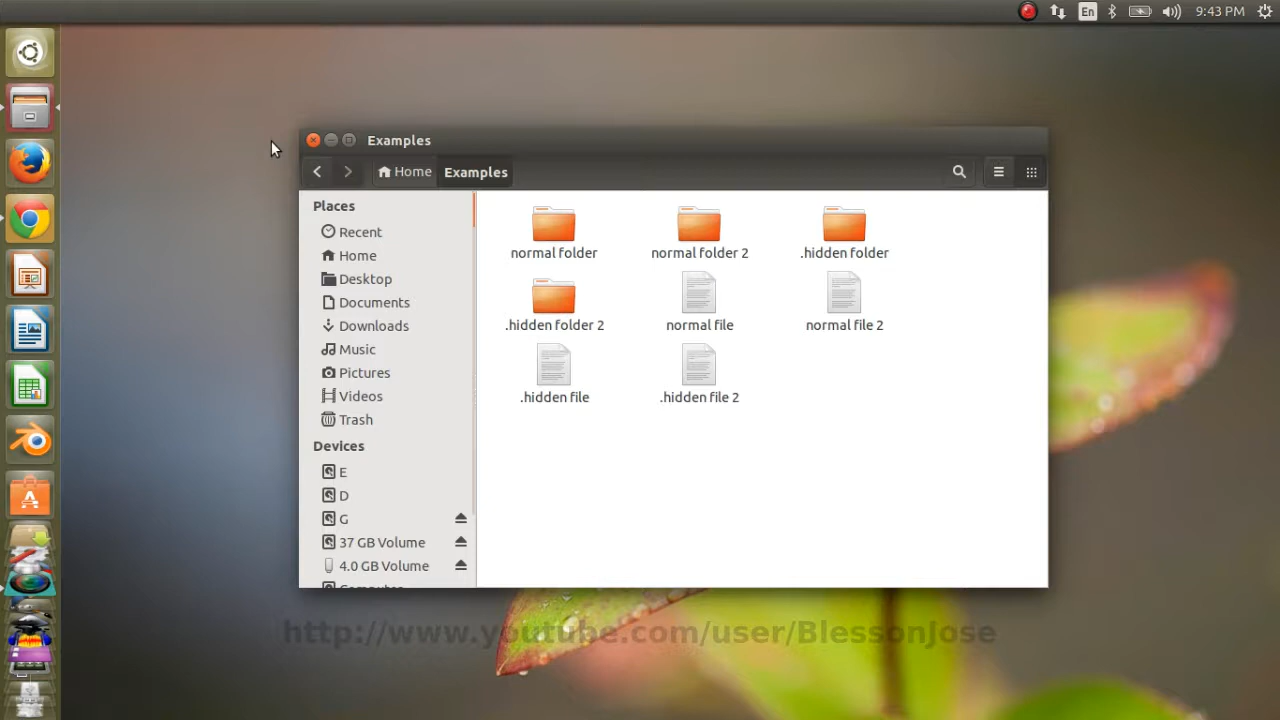 En 9:43 PM
Examples
Home Examples
Places
Recent
Home
Desktop
Documents
Downloads
Music
Pictures
Videos
Trash
Devices
E
D
G
37 GB Volume
4.0 GB Volume
Computer
normal folder normal folder 2 .hidden folder
.hidden folder 2 normal file normal file 2
.hidden file .hidden file 2
http://www.youtube.com/user/BlessonJose